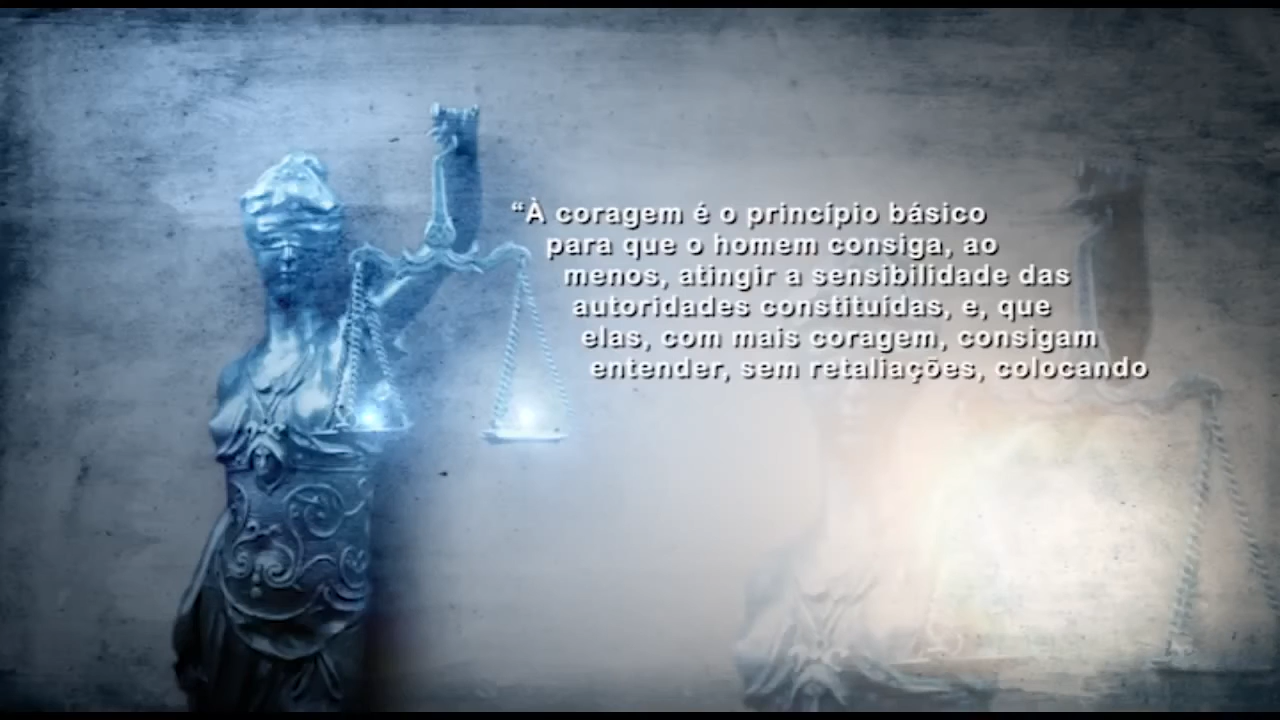 “À coragem é o princípio básico
para que o homem consiga, ao
menos, atingir a sensibilidade das
autoridades constituídas, e, que
elas, com mais coragem, consigam
entender, sem retaliações, colocando